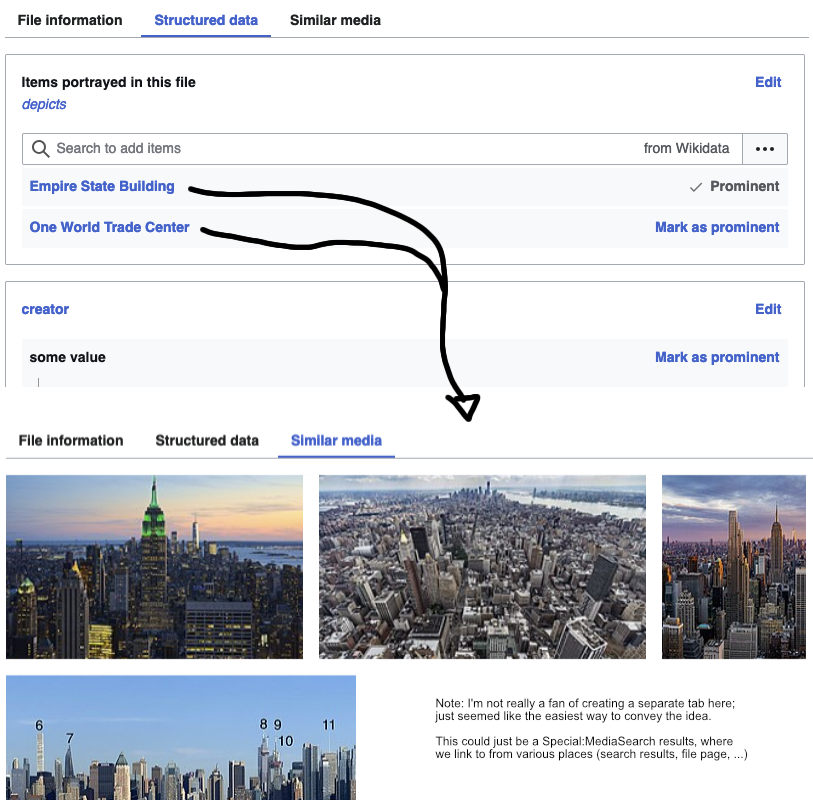 File information Structured data Similar media
Items portrayed in this file Edit
depicts
Search to add items from Wikidata
Empire State Building Prominent
One World Trade Center Mark as prominent
creator Edit
some value Mark as prominent
File information Structured data Similar media
6
7
8 9
10
11
Note: I'm not really a fan of creating a separate tab here;
just seemed like the easiest way to convey the idea.
This could just be a Special:MediaSearch results, where
we link to from various places (search results, file page, ...)